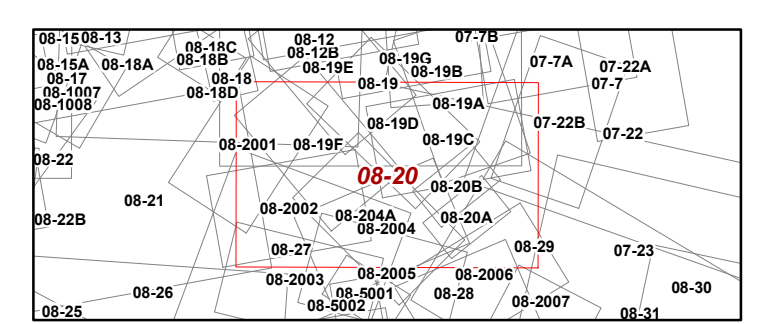 08-15 08-13 08-18C 08-12 07-7B
08-15A 08-18A 08-18B 08-12B 08-19G 07-7A 07-22A
08-17 08-18 08-19E 08-19B 07-7
08-1007 08-18D 08-19
08-1008 08-19A
08-19D 07-22B
08-2001 08-19F 08-19C 07-22
08-22
08-20
08-20B
08-21
08-22B 08-2002 08-204A 08-20A
08-2004
08-27 08-29 07-23
08-2003 08-2005 08-2006
08-26 08-5001 08-28 08-30
08-25 08-5002 08-2007 08-31